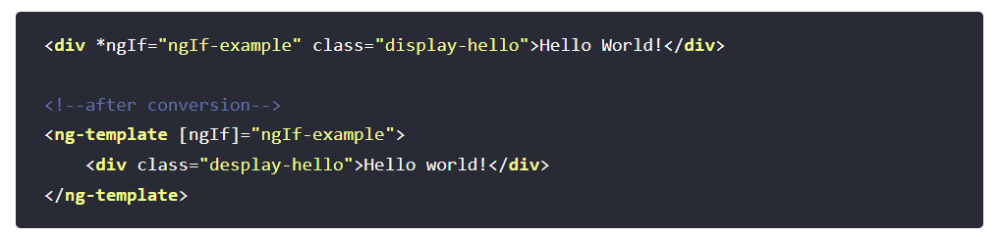 <div *ngIf="ngIf-example" class="display-hello">Hello World!</div>
<!--after conversion-->
<ng-template [ngIf]="ngIf-example">
<div class="desplay-hello">Hello world!</div>
</ng-template>